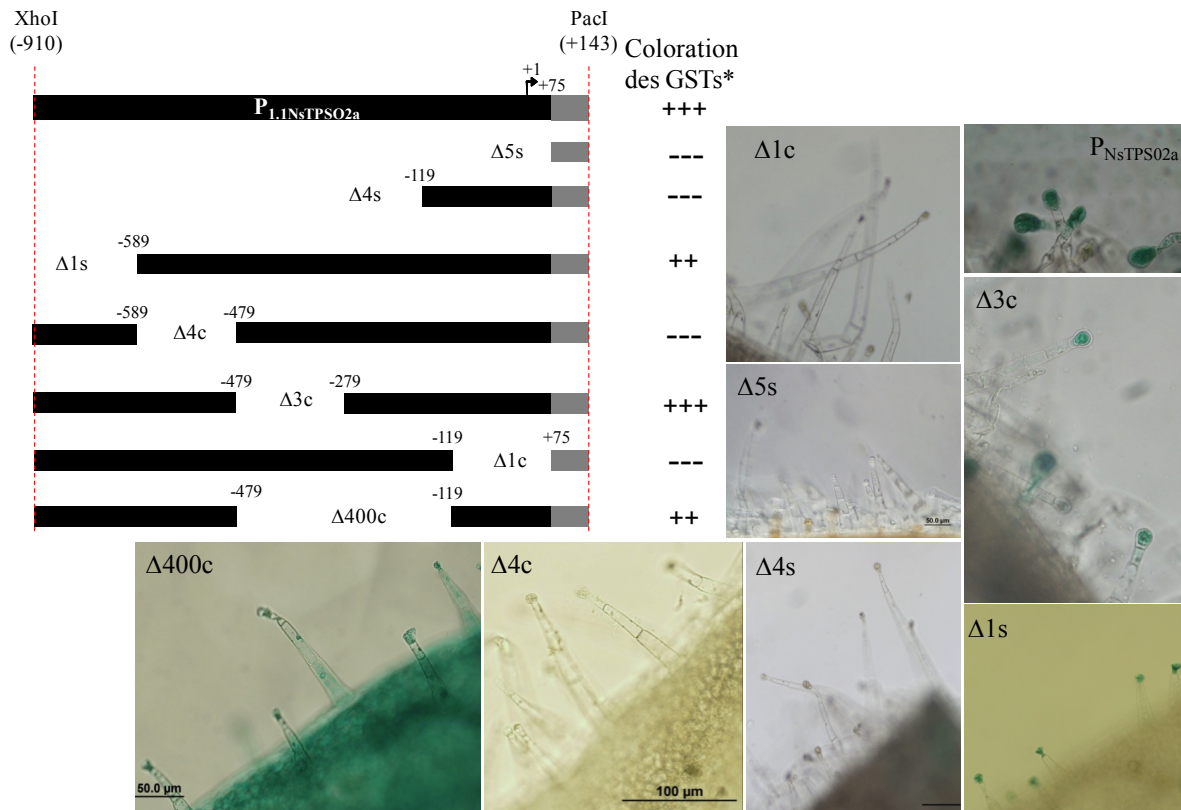 XhoI
(-910)
PacI
(+143)
Coloration
des GSTs*
+1
+75
P1.1NsTPSO2a
+++
Δ5s
---
-119
Δ4s
---
-589
Δ1s
++
-589
-479
Δ4c
---
-479
-279
Δ3c
+++
-119
+75
Δ1c
---
-479
-119
Δ400c
++
Δ1c
PNsTPS02a
Δ3c
Δ5s
50.0 µm
Δ400c
50.0 µm
Δ4c
100 µm
Δ4s
Δ1s